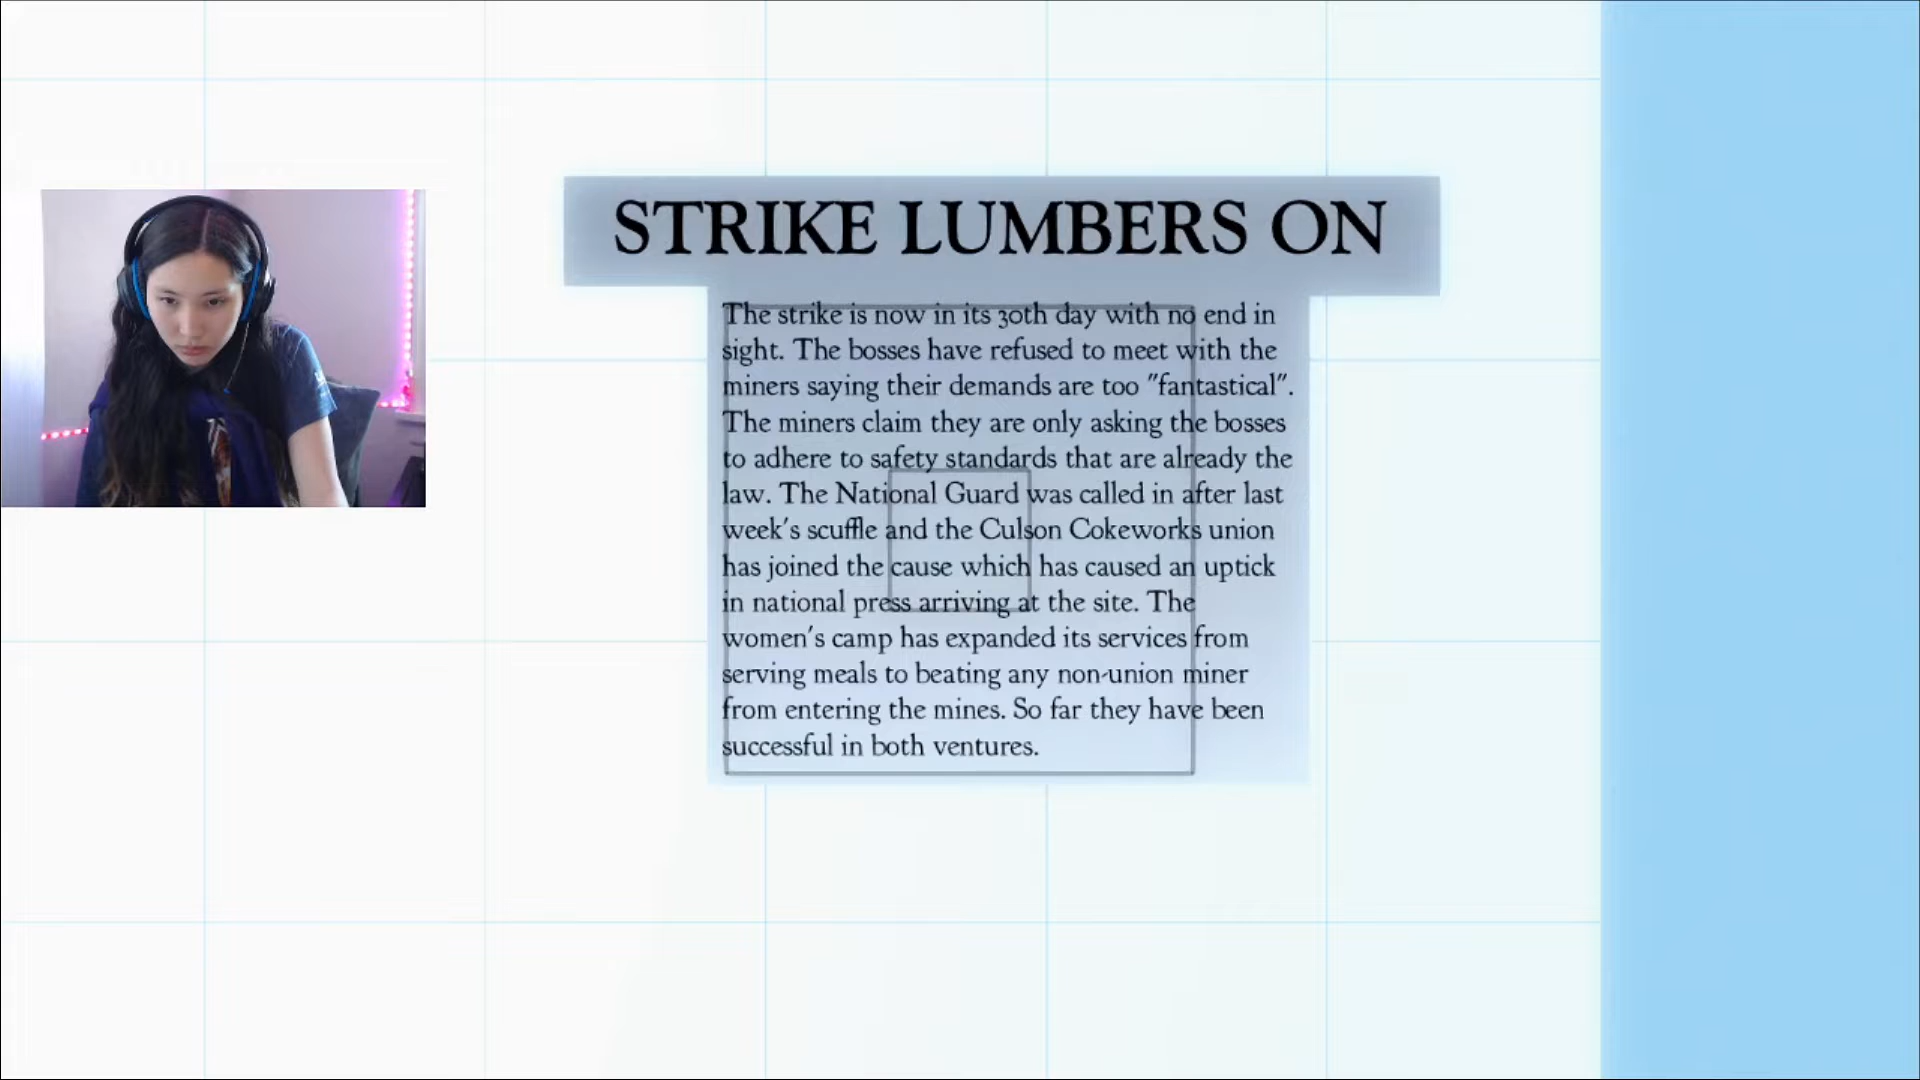 STRIKE LUMBERS ON
The strike is now in its 30th day with no end in
sight. The bosses have refused to meet with the
miners saying their demands are too "fantastical".
The miners claim they are only asking the bosses
to adhere to safety standards that are already the
law. The National Guard was called in after last
week's scuffle and the Culson Cokeworks union
has joined the cause which has caused an uptick
in national press arriving at the site. The
women's camp has expanded its services from
serving meals to beating any non-union miner
from entering the mines. So far they have been
successful in both ventures.